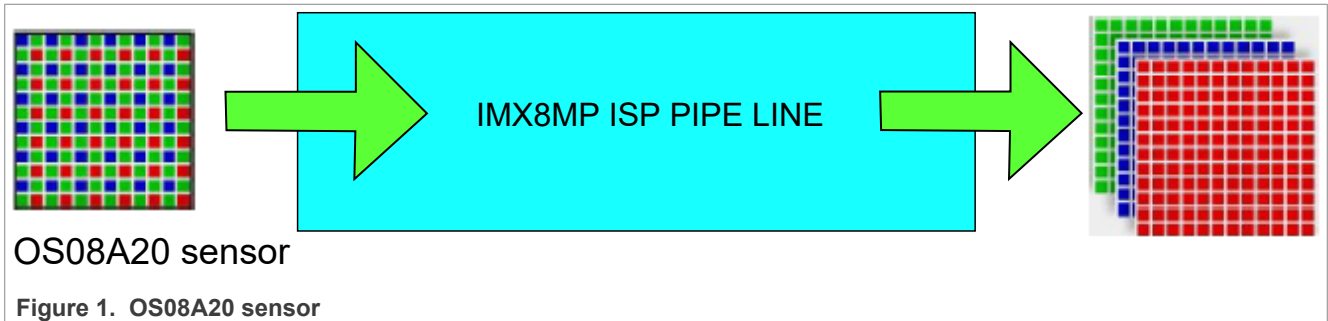 IMX8MP ISP PIPE LINE
OS08A20 sensor
Figure 1. OS08A20 sensor